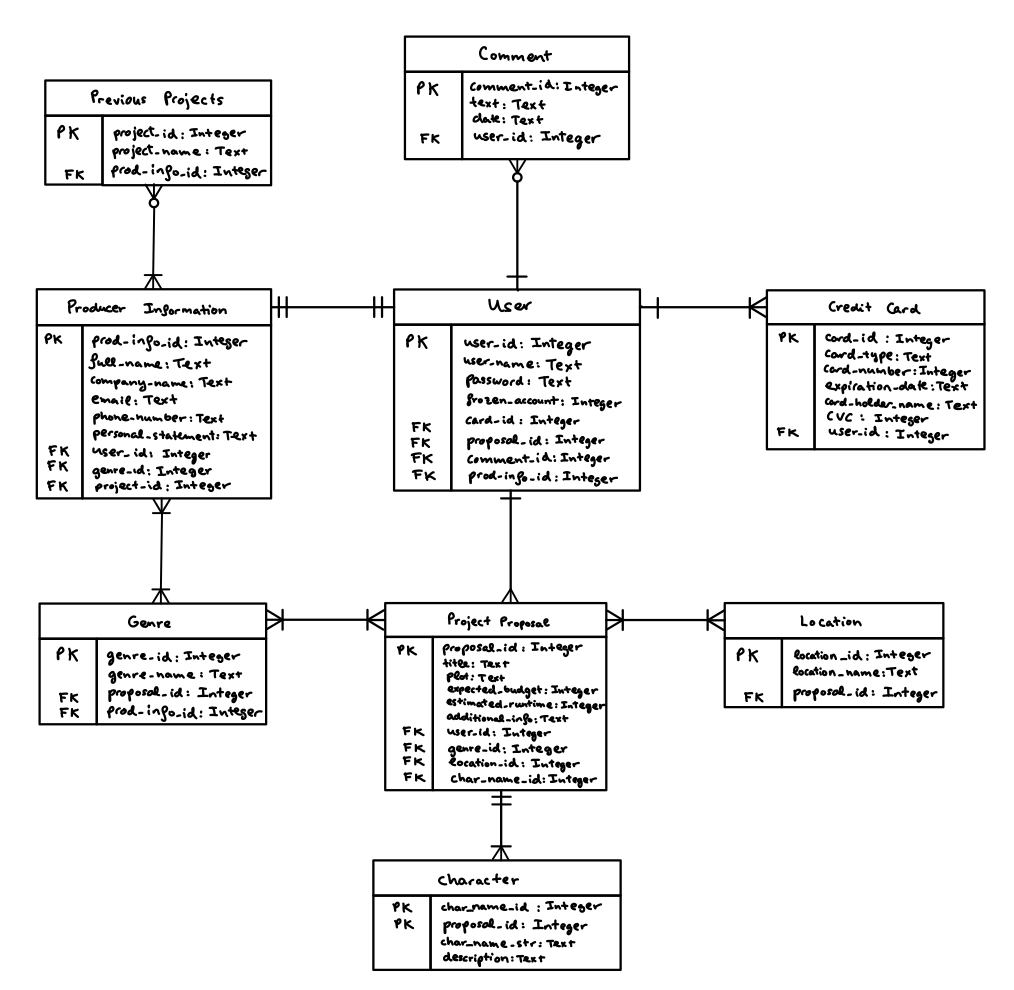 Comment
PK comment_id: Integer
text: Text
date: Text
FK user_id: Integer
Previous Projects
PK project_id: Integer
project_name: Text
FK prod_info_id: Integer
Producer Information
PK prod_info_id: Integer
full_name: Text
company_name: Text
email: Text
phone_number: Text
personal_statement: Text
FK user_id: Integer
FK genre_id: Integer
FK project_id: Integer
User
PK user_id: Integer
user_name: Text
password: Text
frozen_account: Integer
FK card_id: Integer
FK proposal_id: Integer
FK comment_id: Integer
FK prod_info_id: Integer
Credit Card
PK card_id: Integer
card_type: Text
card_number: Integer
expiration_date: Text
card_holder_name: Text
CVC: Integer
FK user_id: Integer
Genre
PK genre_id: Integer
genre_name: Text
FK proposal_id: Integer
FK prod_info_id: Integer
Project Proposal
PK proposal_id: Integer
title: Text
plot: Text
expected_budget: Integer
estimated_runtime: Integer
additional_info: Text
FK user_id: Integer
FK genre_id: Integer
FK location_id: Integer
FK char_name_id: Integer
Location
PK location_id: Integer
location_name: Text
FK proposal_id: Integer
Character
PK char_name_id: Integer
PK proposal_id: Integer
char_name_str: Text
description: Text